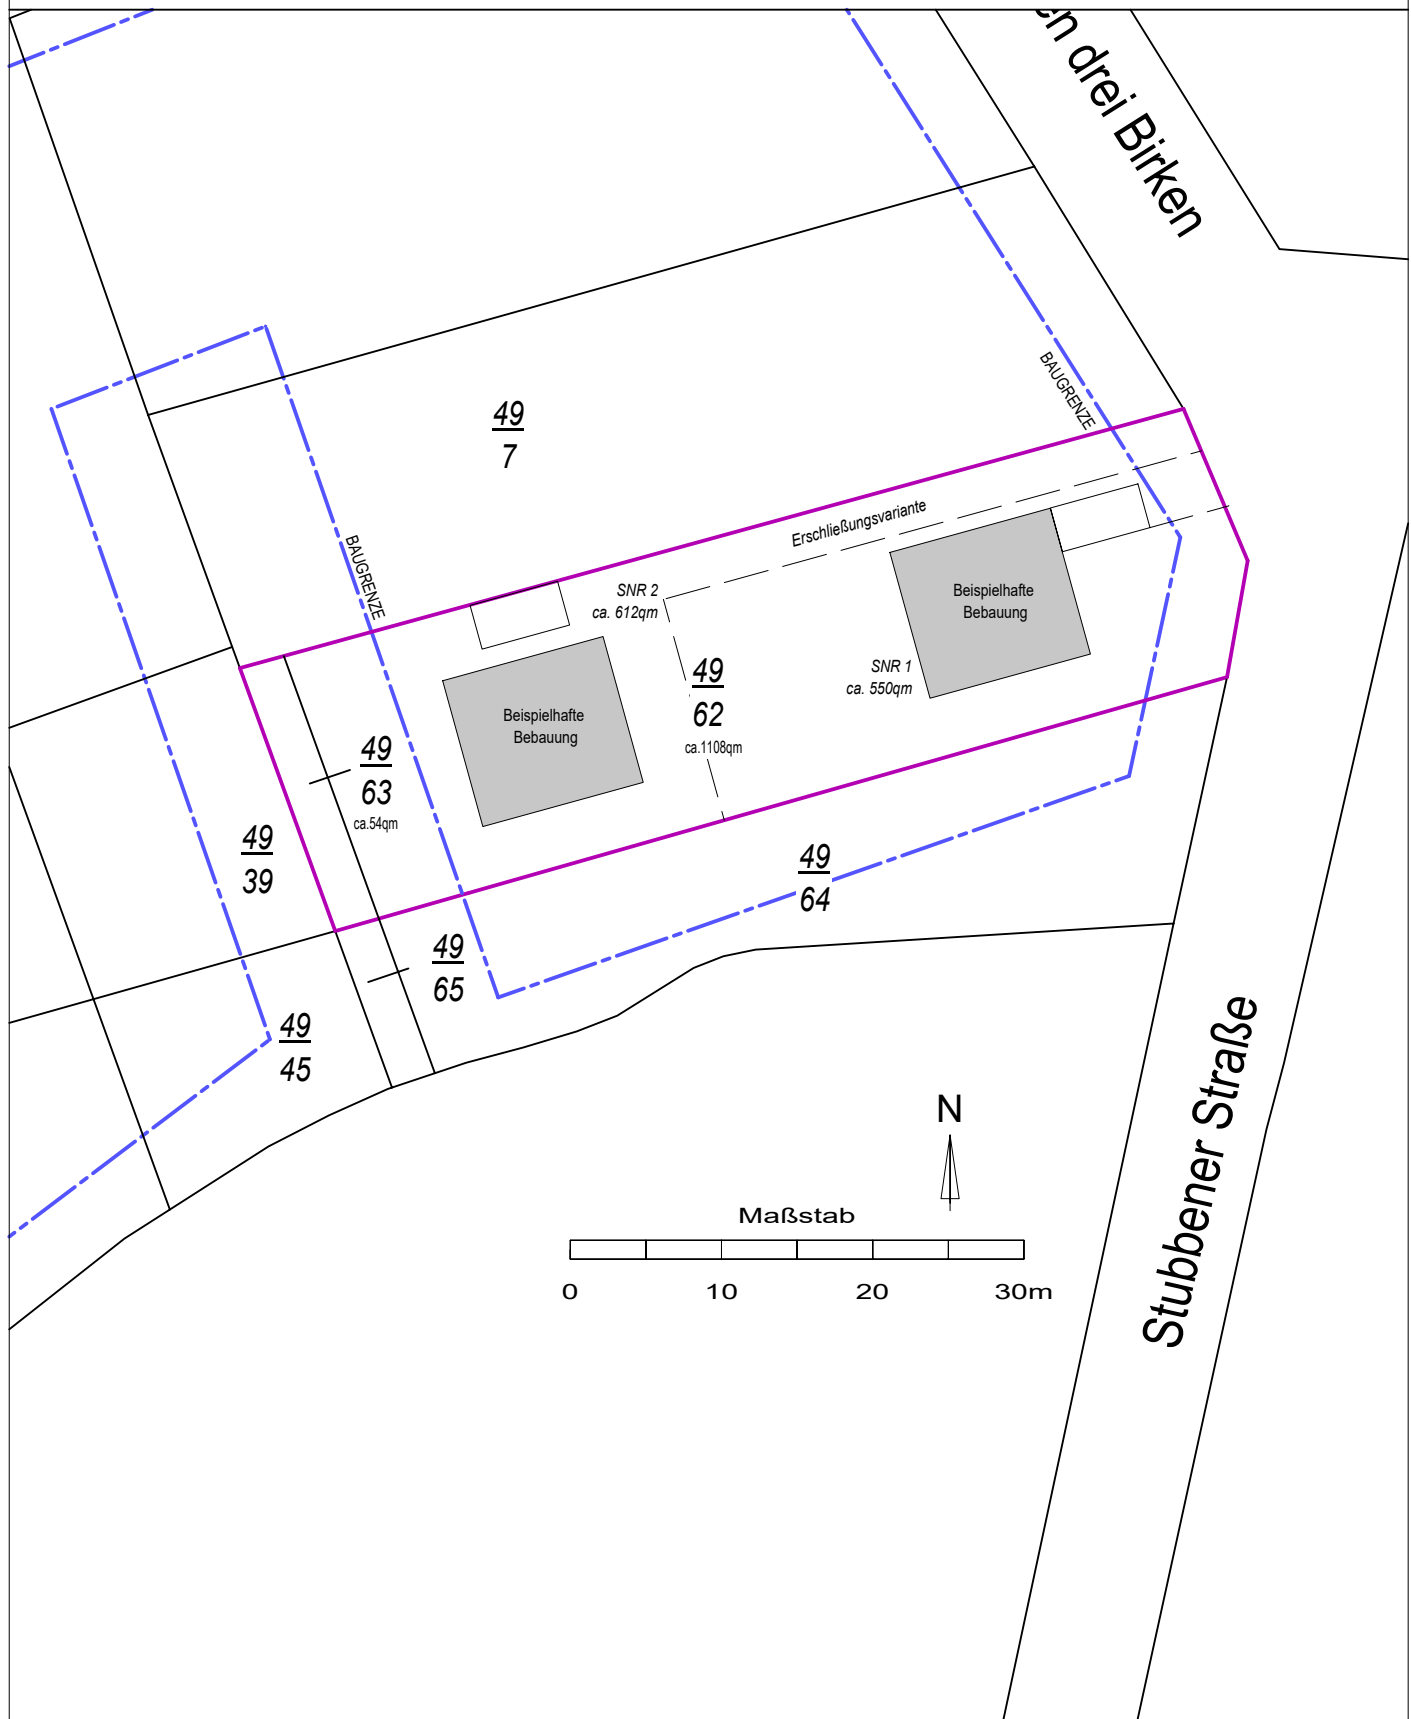 en drei Birken
BAUGRENZE
49
7
Erschließungsvariante
BAUGRENZE
SNR 2
ca. 612qm
Beispielhafte
Bebauung
49
62
ca.1108qm
SNR 1
ca. 550qm
Beispielhafte
Bebauung
49
63
ca.54qm
49
39
49
64
49
65
49
45
Stubbener Straße
N
Maßstab
0 10 20 30m